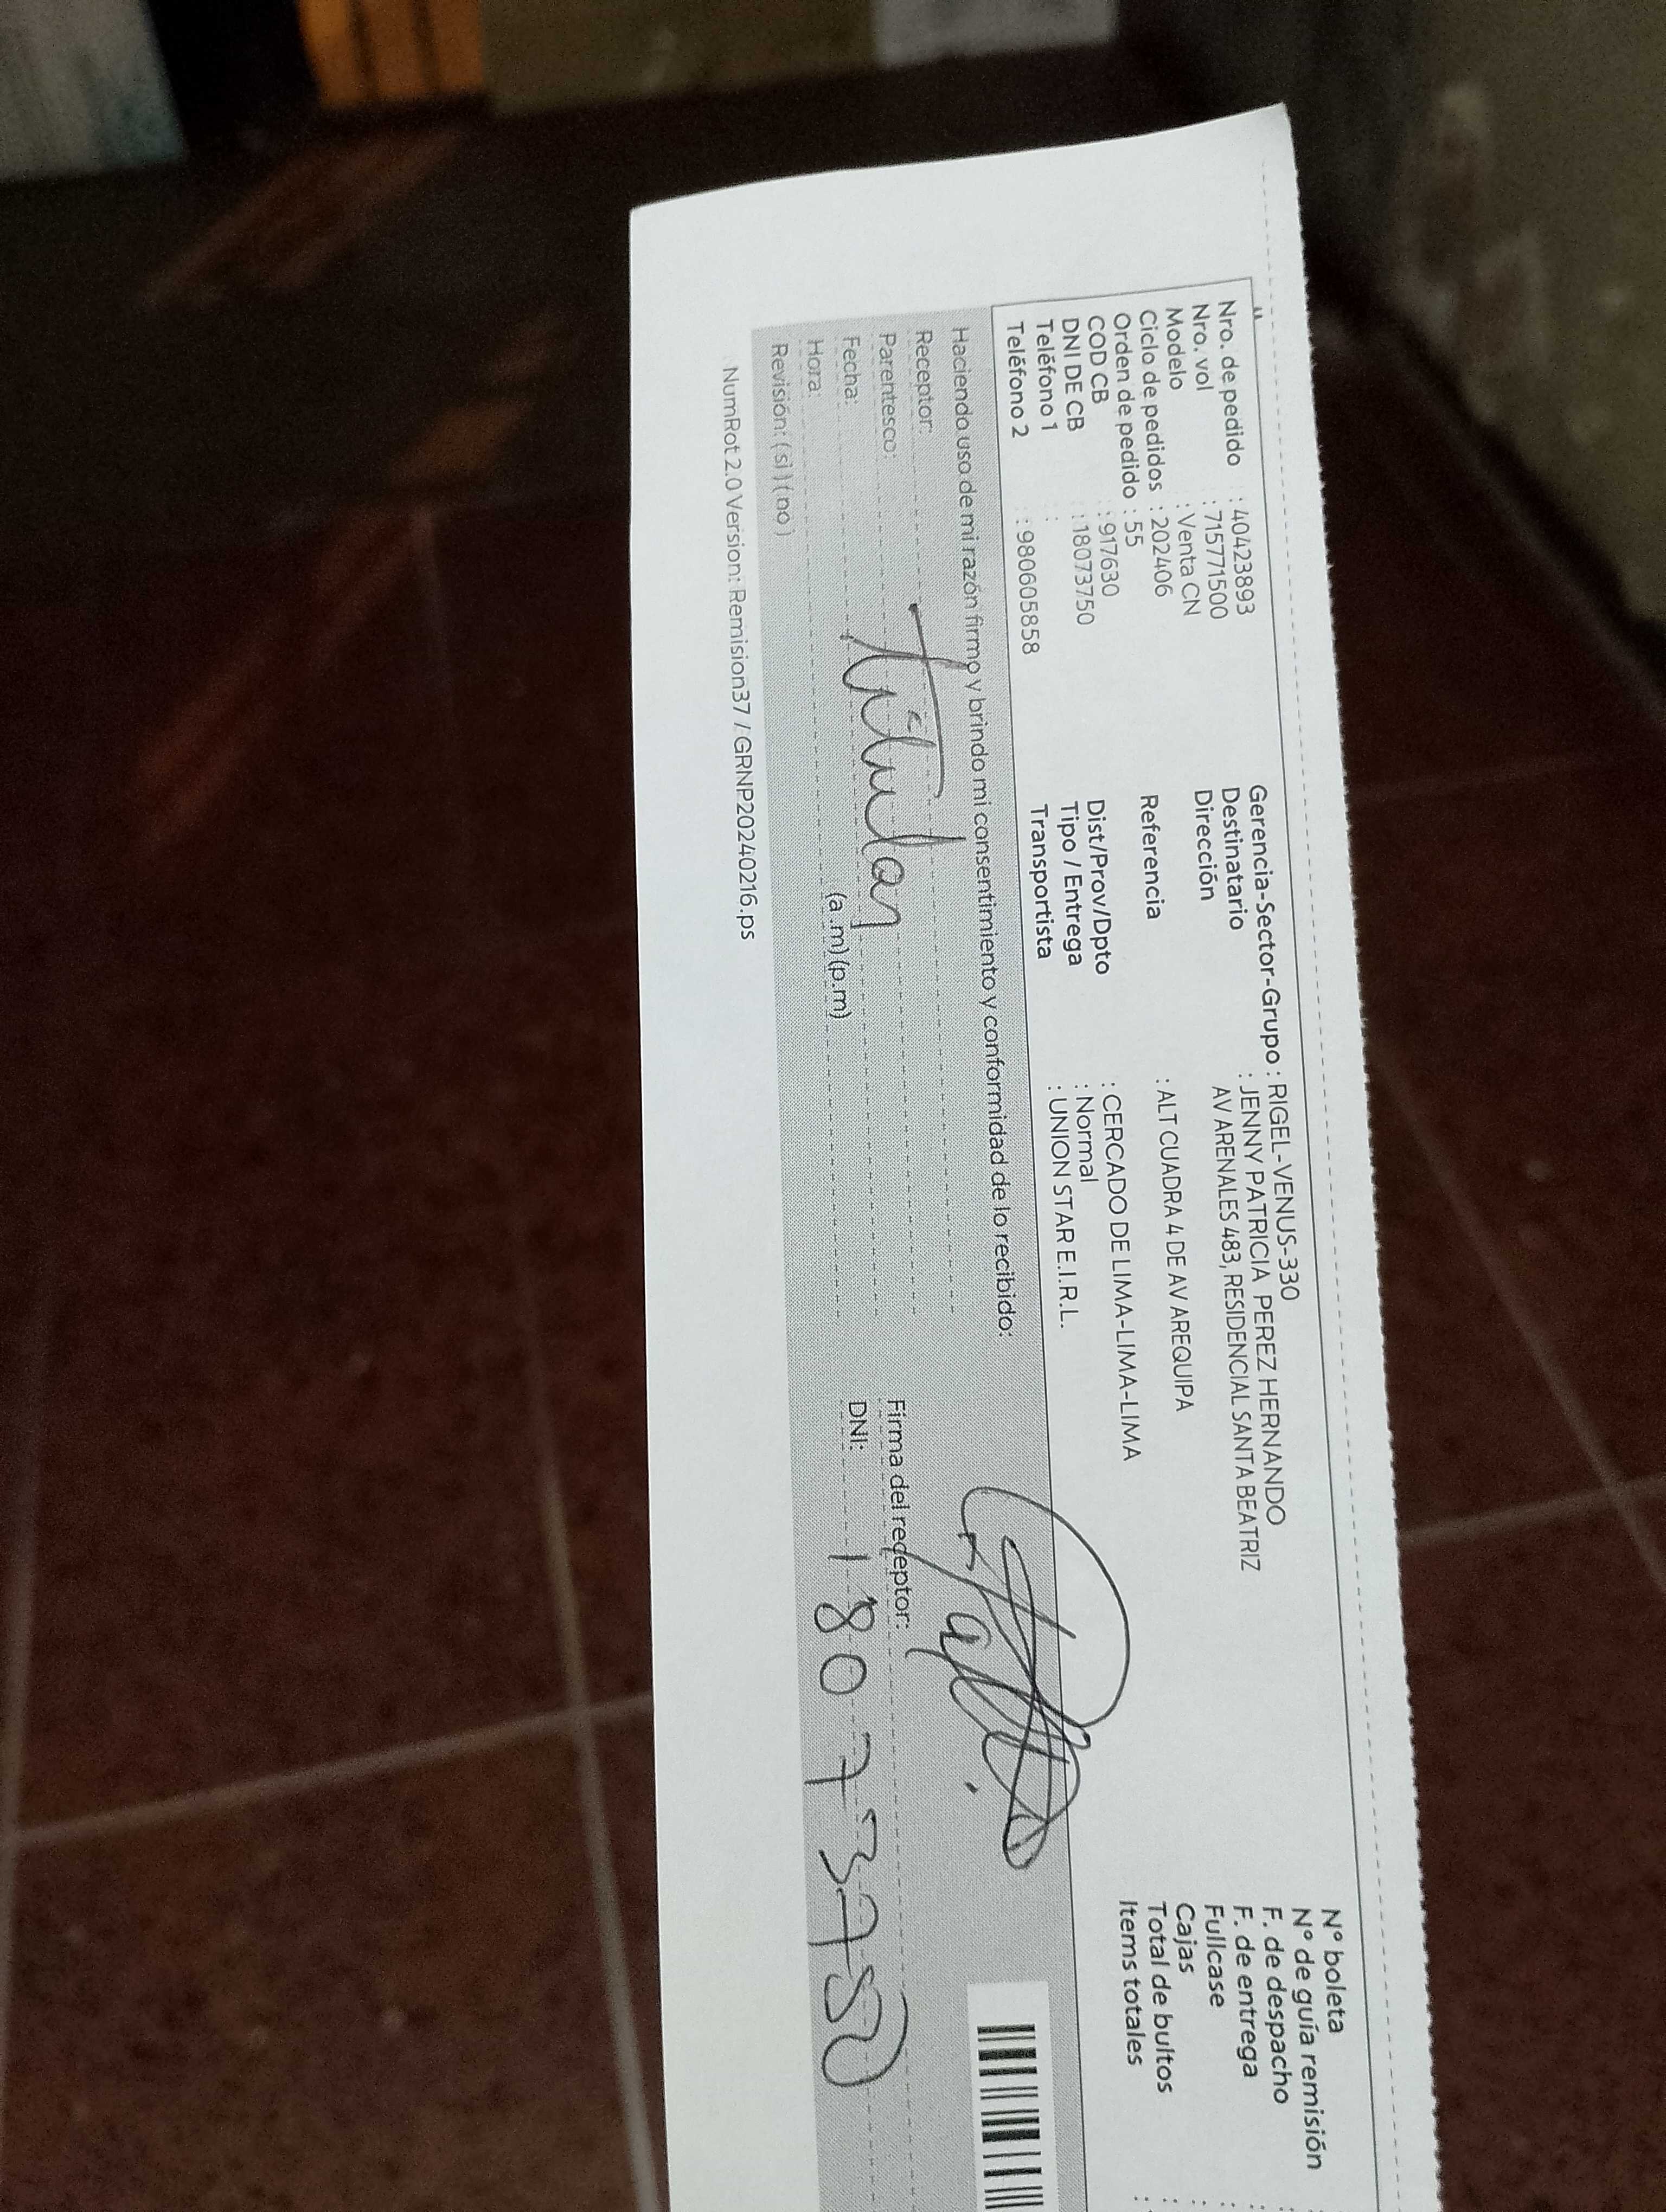 Nro. de pedido : 40423893
Nro. vol : 715771500
Modelo : Venta CN
Ciclo de pedidos : 202406
Orden de pedido : 55
COD CB : 917630
DNI DE CB : 18073750
Teléfono 1 :
Teléfono 2 : 980605858
Gerencia-Sector-Grupo : RIGEL-VENUS-330
Destinatario : JENNY PATRICIA PEREZ HERNANDO
Dirección AV ARENALES 483, RESIDENCIAL SANTA BEATRIZ
Referencia : ALT CUADRA 4 DE AV AREQUIPA
Dist/Prov/Dpto : CERCADO DE LIMA-LIMA-LIMA
Tipo / Entrega : Normal
Transportista : UNION STAR E.I.R.L.
N° boleta
N° de guía remisión :
F. de despacho :
F. de entrega :
Fullcase :
Cajas :
Total de bultos :
Items totales :
Haciendo uso de mi razón firmo y brindo mi consentimiento y conformidad de lo recibido:
Receptor:
Parentesco: Titular
Fecha:
Hora: (a.m) (p.m)
Revisión: ( si ) ( no )
Firma del receptor:
DNI: 18073750
NumRot 2.0 Version: Remision37 / GRNP20240216.ps